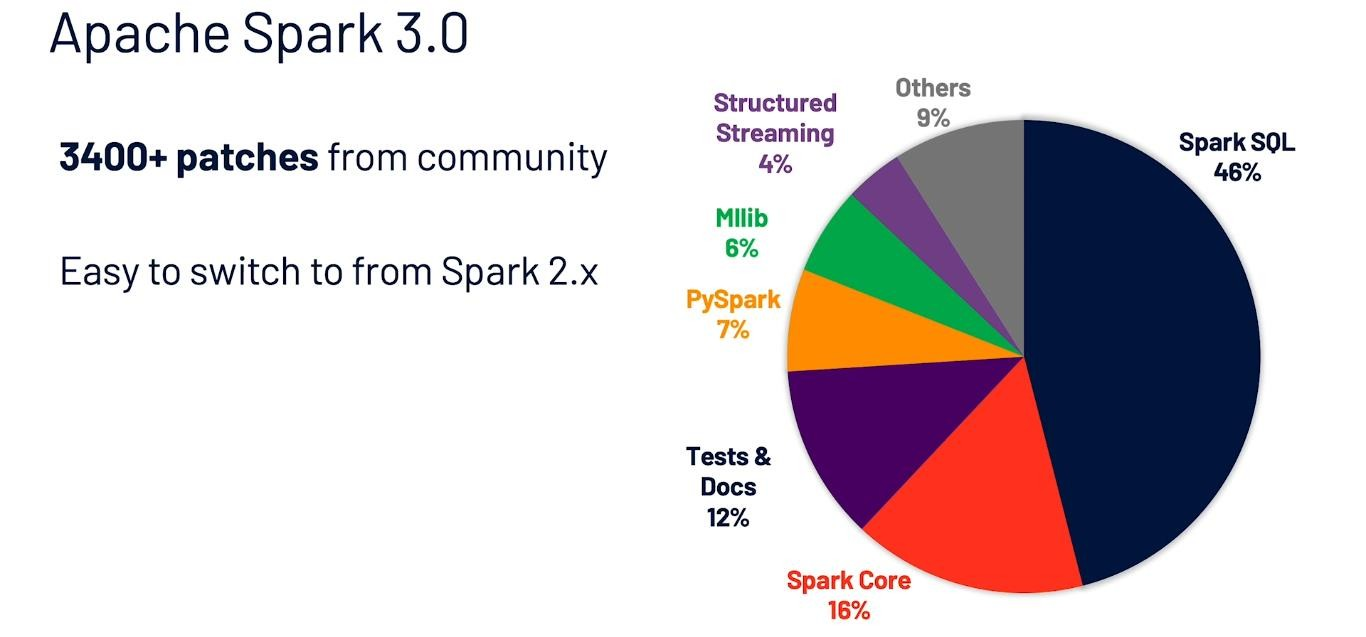 Apache Spark 3.0
3400+ patches from community
Easy to switch to from Spark 2.x
Others
9%
Structured
Streaming
4%
Spark SQL
46%
Mllib
6%
PySpark
7%
Tests &
Docs
12%
Spark Core
16%